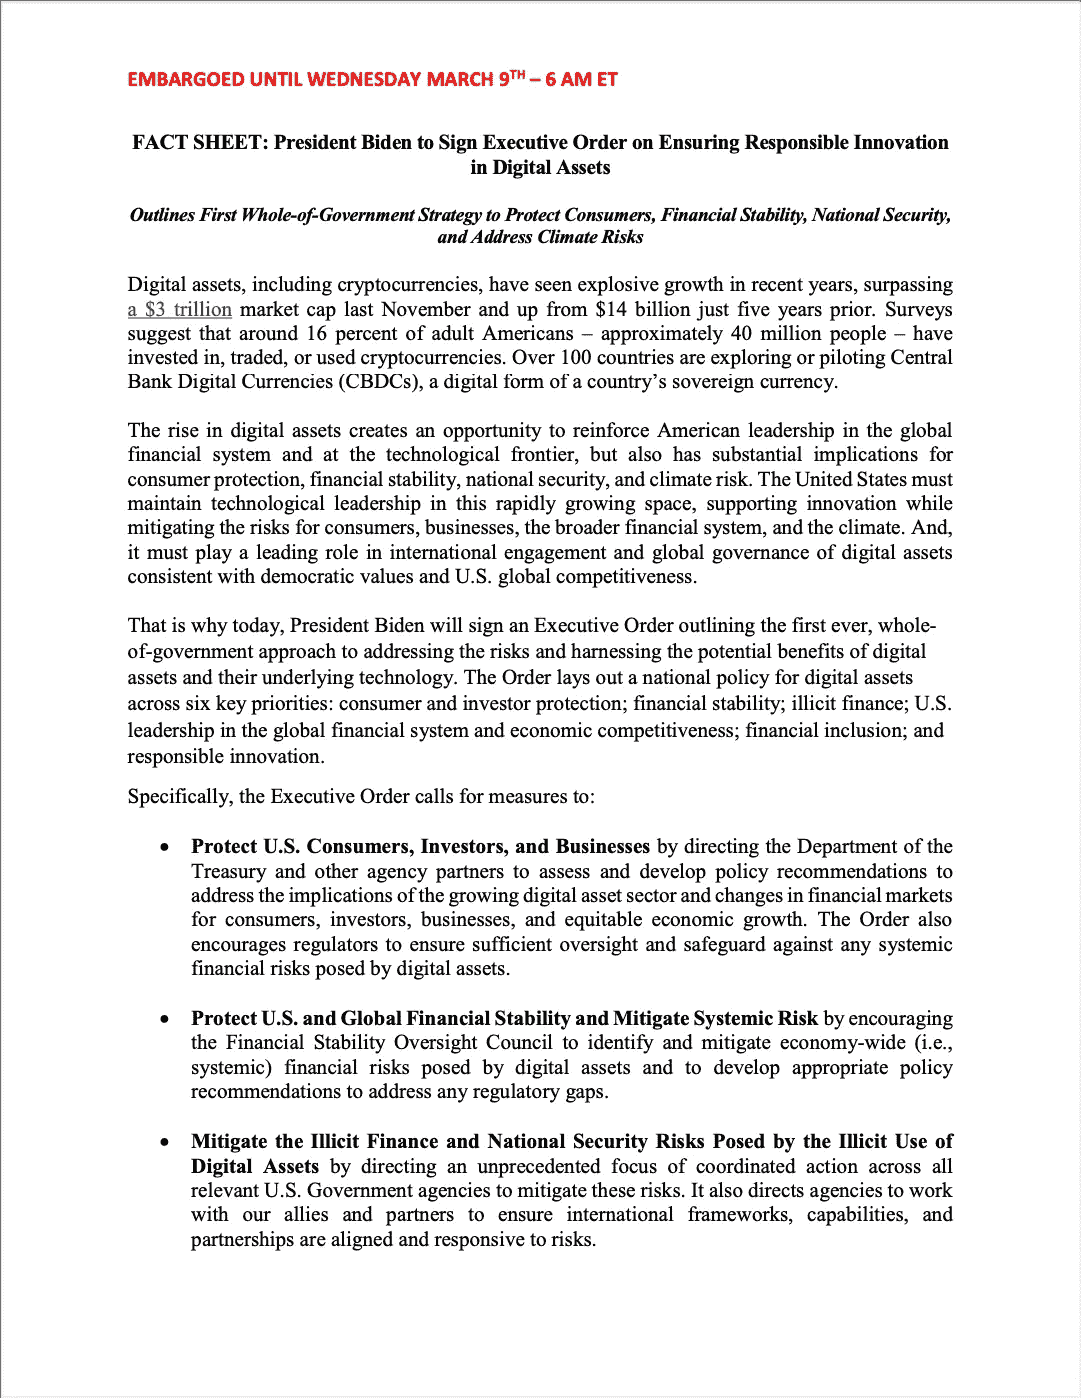 EMBARGOED UNTIL WEDNESDAY MARCH 9TH – 6 AM ET
FACT SHEET: President Biden to Sign Executive Order on Ensuring Responsible Innovation
in Digital Assets
Outlines First Whole-of-Government Strategy to Protect Consumers, Financial Stability, National Security,
and Address Climate Risks
Digital assets, including cryptocurrencies, have seen explosive growth in recent years, surpassing
a $3 trillion market cap last November and up from $14 billion just five years prior. Surveys
suggest that around 16 percent of adult Americans – approximately 40 million people – have
invested in, traded, or used cryptocurrencies. Over 100 countries are exploring or piloting Central
Bank Digital Currencies (CBDCs), a digital form of a country’s sovereign currency.
The rise in digital assets creates an opportunity to reinforce American leadership in the global
financial system and at the technological frontier, but also has substantial implications for
consumer protection, financial stability, national security, and climate risk. The United States must
maintain technological leadership in this rapidly growing space, supporting innovation while
mitigating the risks for consumers, businesses, the broader financial system, and the climate. And,
it must play a leading role in international engagement and global governance of digital assets
consistent with democratic values and U.S. global competitiveness.
That is why today, President Biden will sign an Executive Order outlining the first ever, whole-
of-government approach to addressing the risks and harnessing the potential benefits of digital
assets and their underlying technology. The Order lays out a national policy for digital assets
across six key priorities: consumer and investor protection; financial stability; illicit finance; U.S.
leadership in the global financial system and economic competitiveness; financial inclusion; and
responsible innovation.
Specifically, the Executive Order calls for measures to:
• Protect U.S. Consumers, Investors, and Businesses by directing the Department of the
Treasury and other agency partners to assess and develop policy recommendations to
address the implications of the growing digital asset sector and changes in financial markets
for consumers, investors, businesses, and equitable economic growth. The Order also
encourages regulators to ensure sufficient oversight and safeguard against any systemic
financial risks posed by digital assets.
• Protect U.S. and Global Financial Stability and Mitigate Systemic Risk by encouraging
the Financial Stability Oversight Council to identify and mitigate economy-wide (i.e.,
systemic) financial risks posed by digital assets and to develop appropriate policy
recommendations to address any regulatory gaps.
• Mitigate the Illicit Finance and National Security Risks Posed by the Illicit Use of
Digital Assets by directing an unprecedented focus of coordinated action across all
relevant U.S. Government agencies to mitigate these risks. It also directs agencies to work
with our allies and partners to ensure international frameworks, capabilities, and
partnerships are aligned and responsive to risks.